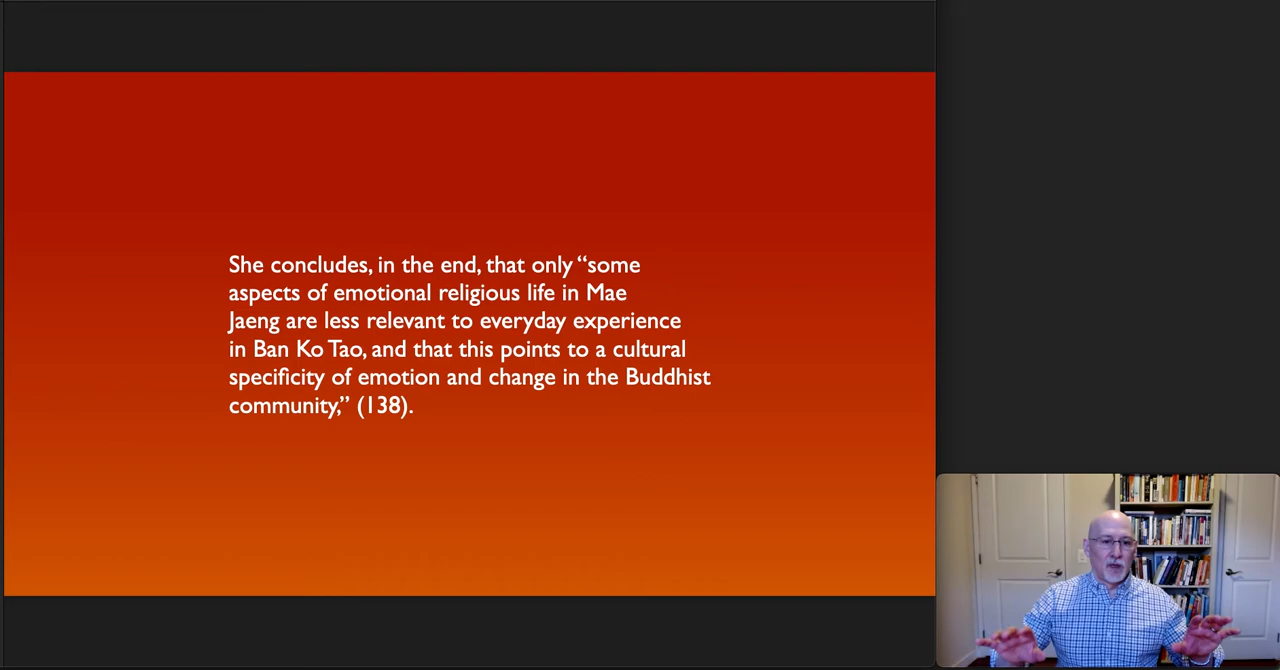 She concludes, in the end, that only “some
aspects of emotional religious life in Mae
Jaeng are less relevant to everyday experience
in Ban Ko Tao, and that this points to a cultural
specificity of emotion and change in the Buddhist
community,” (138).